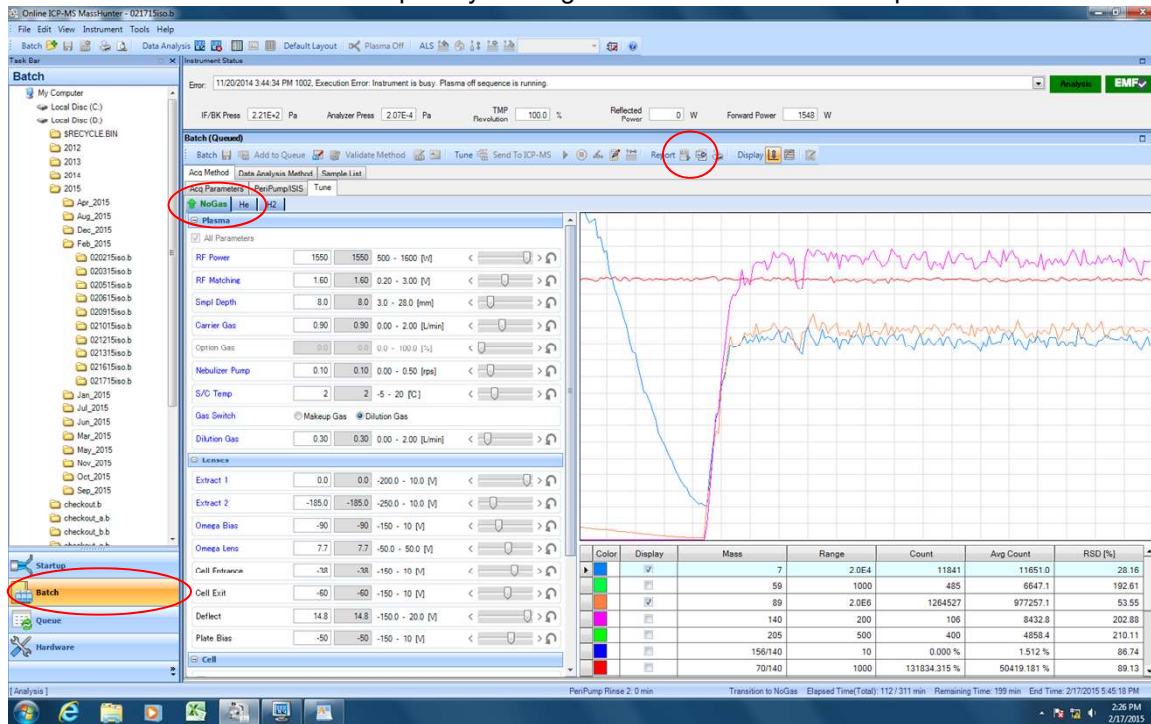 Online ICP-MS MassHunter - 021715iso.b
File Edit View Instrument Tools Help
Batch Data Analysis Default Layout Plasma Off ALS
Task Bar
Instrument Status
Batch
Error: 11/20/2014 3:44:34 PM 1002, Execution Error: Instrument is busy. Plasma off sequence is running.
Analysis EMF
IF/BK Press 2.21E+2 Pa Analyzer Press 2.07E-4 Pa TMP Revolution 100.0 % Reflected Power 0 W Forward Power 1548 W
Batch (Queued)
Batch Add to Queue Validate Method Tune Send To ICP-MS Report Display
Acq Method Data Analysis Method Sample List
Acq Parameters PeriPump/ISIS Tune
NoGas He H2
My Computer
Local Disc (C:)
Local Disc (D:)
$RECYCLE.BIN
2012
2013
2014
2015
Apr_2015
Aug_2015
Dec_2015
Feb_2015
020215iso.b
020315iso.b
020515iso.b
020615iso.b
020915iso.b
021015iso.b
021215iso.b
021315iso.b
021615iso.b
021715iso.b
Jan_2015
Jul_2015
Jun_2015
Mar_2015
May_2015
Nov_2015
Oct_2015
Sep_2015
checkout.b
checkout_a.b
checkout_b.b
Startup
Batch
Queue
Hardware
Plasma
All Parameters
RF Power 1550 1550 500 - 1600 [W]
RF Matching 1.60 1.60 0.20 - 3.00 [V]
Smpl Depth 8.0 8.0 3.0 - 28.0 [mm]
Carrier Gas 0.90 0.90 0.00 - 2.00 [L/min]
Option Gas 0.0 0.0 0.0 - 100.0 [%]
Nebulizer Pump 0.10 0.10 0.00 - 0.50 [rps]
S/C Temp 2 2 -5 - 20 [°C]
Gas Switch Makeup Gas Dilution Gas
Dilution Gas 0.30 0.30 0.00 - 2.00 [L/min]
Lenses
Extract 1 0.0 0.0 -200.0 - 10.0 [V]
Extract 2 -185.0 -185.0 -250.0 - 10.0 [V]
Omega Bias -90 -90 -150 - 10 [V]
Omega Lens 7.7 7.7 -50.0 - 50.0 [V]
Cell Entrance -38 -38 -150 - 10 [V]
Cell Exit -60 -60 -150 - 10 [V]
Deflect 14.8 14.8 -150.0 - 20.0 [V]
Plate Bias -50 -50 -150 - 10 [V]
Cell
Color Display Mass Range Count Avg Count RSD [%]
7 2.0E4 11841 11651.0 28.16
59 1000 485 6647.1 192.61
89 2.0E6 1264527 977257.1 53.55
140 200 106 8432.8 202.88
205 500 400 4858.4 210.11
156/140 10 0.000 % 1.512 % 86.74
70/140 1000 131834.315 % 50419.181 % 89.13
[ Analysis ] PeriPump Rinse 2: 0 min Transition to NoGas Elapsed Time(Total): 112 / 311 min Remaining Time: 199 min End Time: 2/17/2015 5:45:18 PM
2:26 PM
2/17/2015